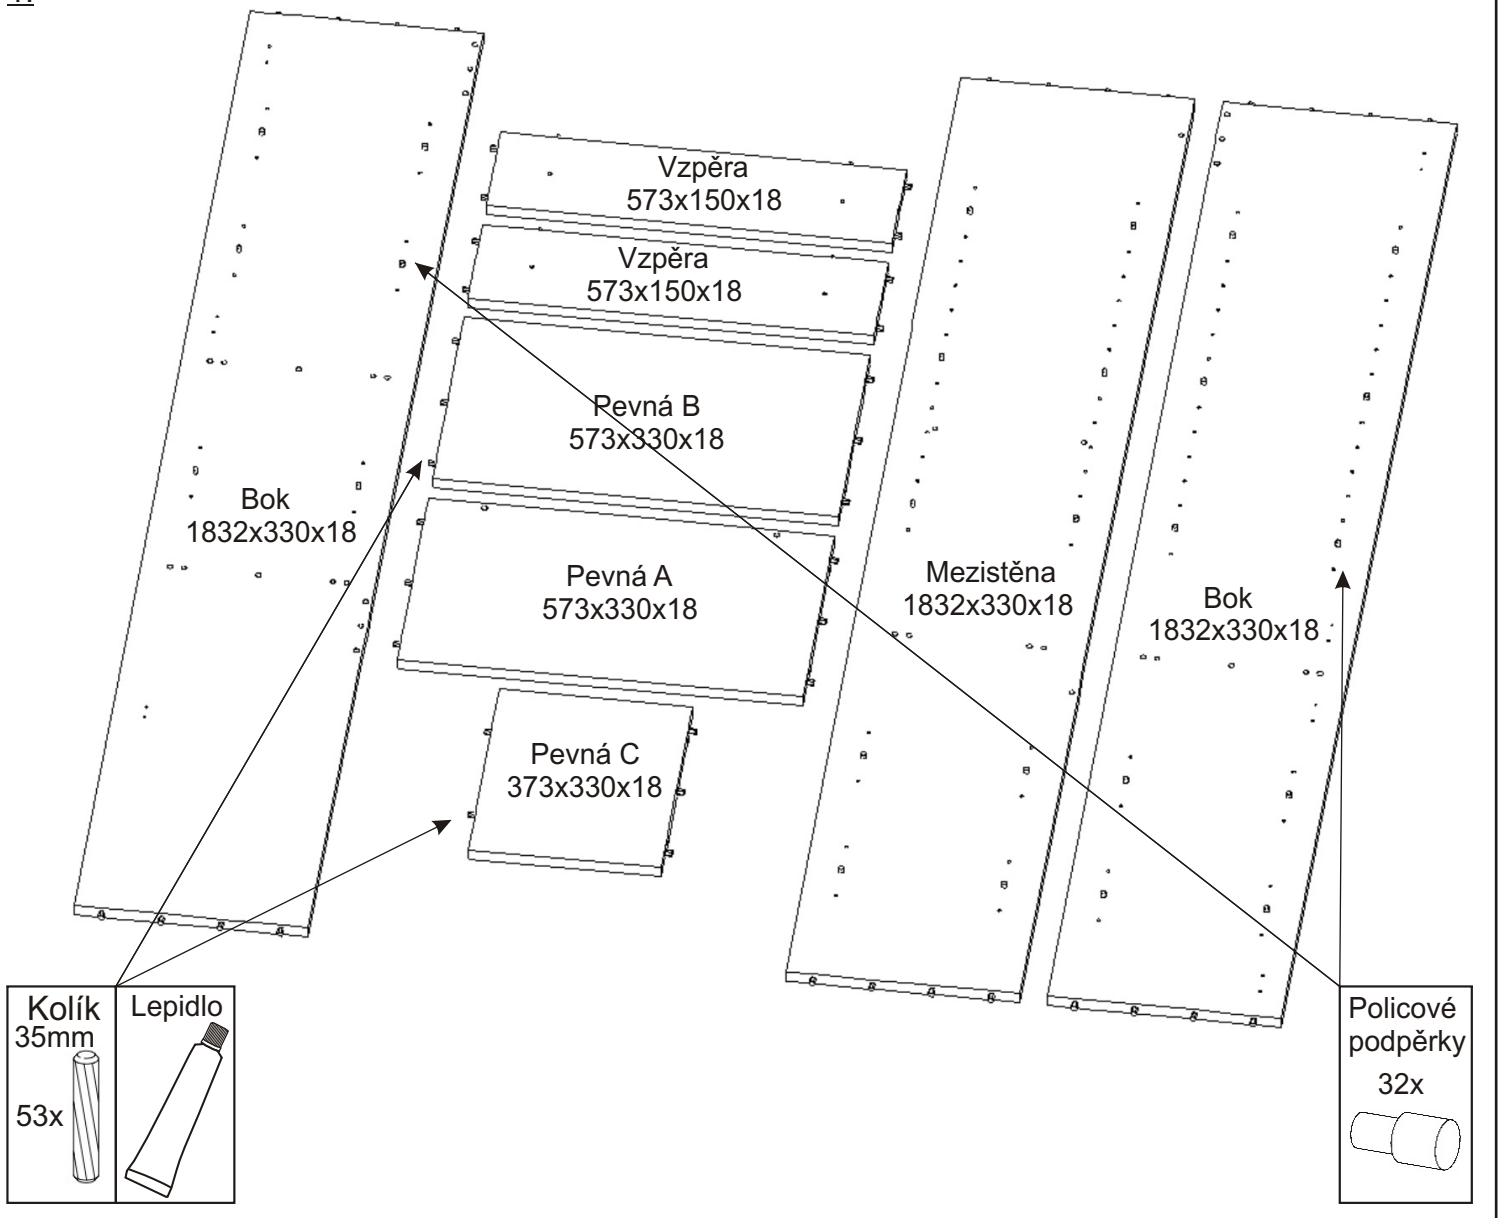 Vzpěra
573x150x18
Vzpěra
573x150x18
Pevná B
573x330x18
Bok
1832x330x18
Pevná A
573x330x18
Mezistěna
1832x330x18
Bok
1832x330x18
Pevná C
373x330x18
Kolík
35mm
53x
Lepidlo
Policové
podpěrky
32x